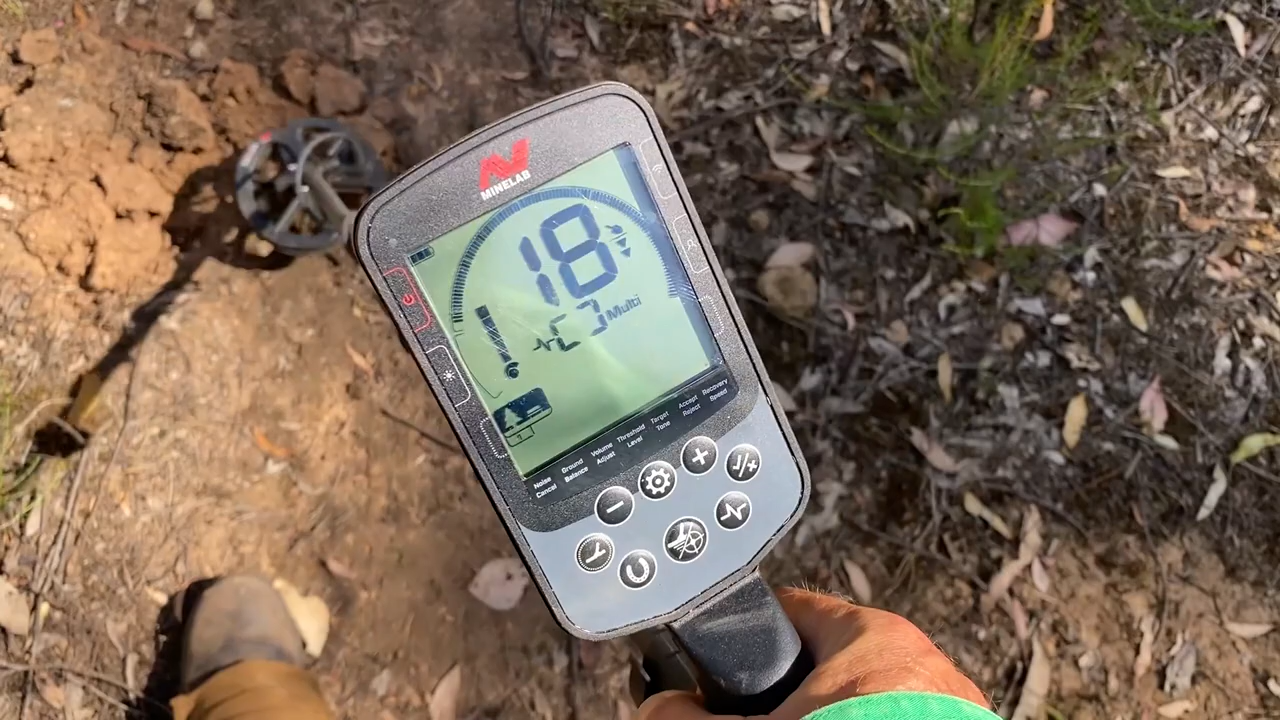 MINELAB
18
Multi
Noise Cancel
Ground Balance
Volume Adjust
Threshold Level
Target Tone
Accept Reject
Recovery Speed